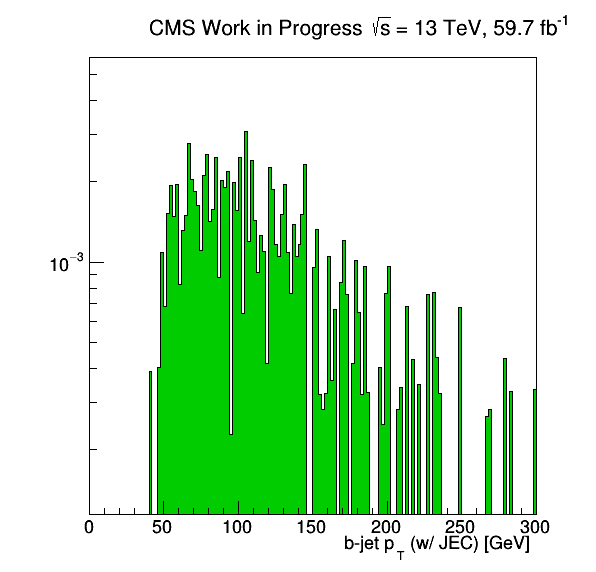 CMS Work in Progress √s = 13 TeV, 59.7 fb⁻¹
10⁻³
0 50 100 150 200 250 300
b-jet p_T (w/ JEC) [GeV]